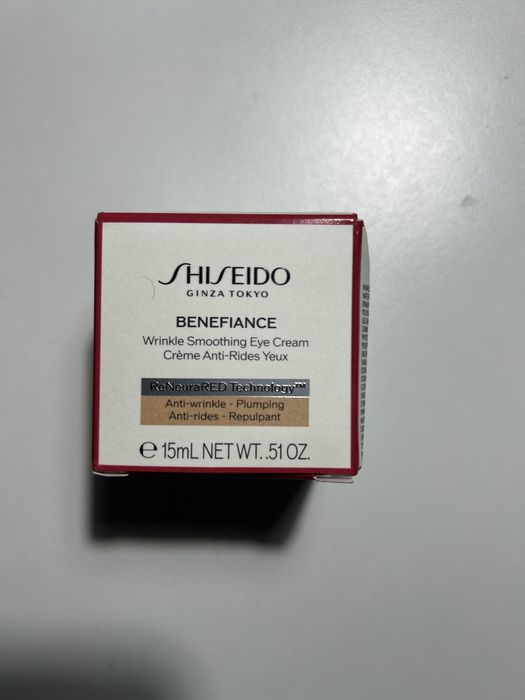 SHISEIDO
GINZA TOKYO
BENEFIANCE
Wrinkle Smoothing Eye Cream
Crème Anti-Rides Yeux
ReNeuraRED Technology™
Anti-wrinkle - Plumping
Anti-rides - Repulpant
℮ 15mL NET WT. .51 OZ.